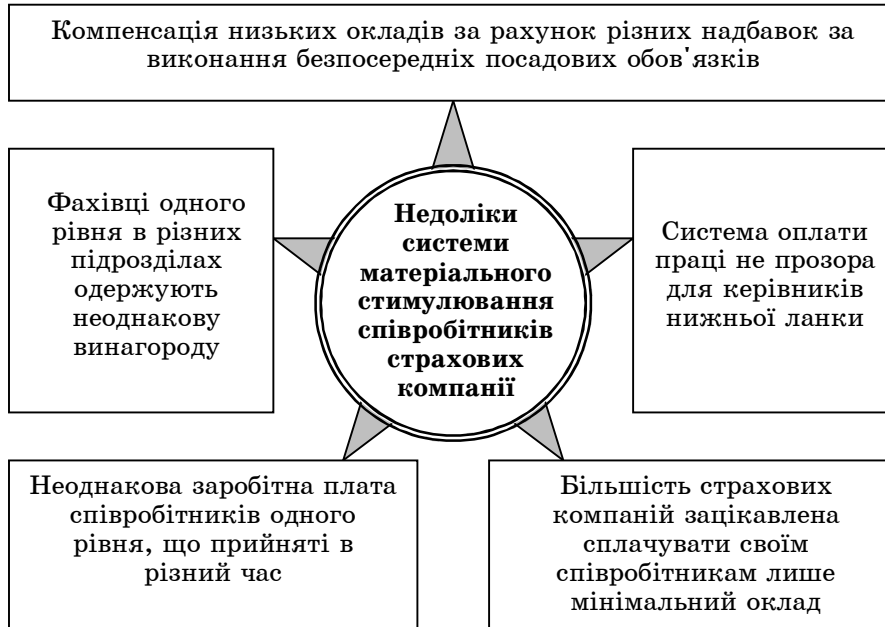 Компенсація низьких окладів за рахунок різних надбавок за
виконання безпосередніх посадових обов'язків
Фахівці одного
рівня в різних
підрозділах
одержують
неоднакову
винагороду
Недоліки
системи
матеріального
стимулювання
співробітників
страхових
компанії
Система оплати
праці не прозора
для керівників
нижньої ланки
Неоднакова заробітна плата
співробітників одного
рівня, що прийняті в
різний час
Більшість страхових
компаній зацікавлена
сплачувати своїм
співробітникам лише
мінімальний оклад